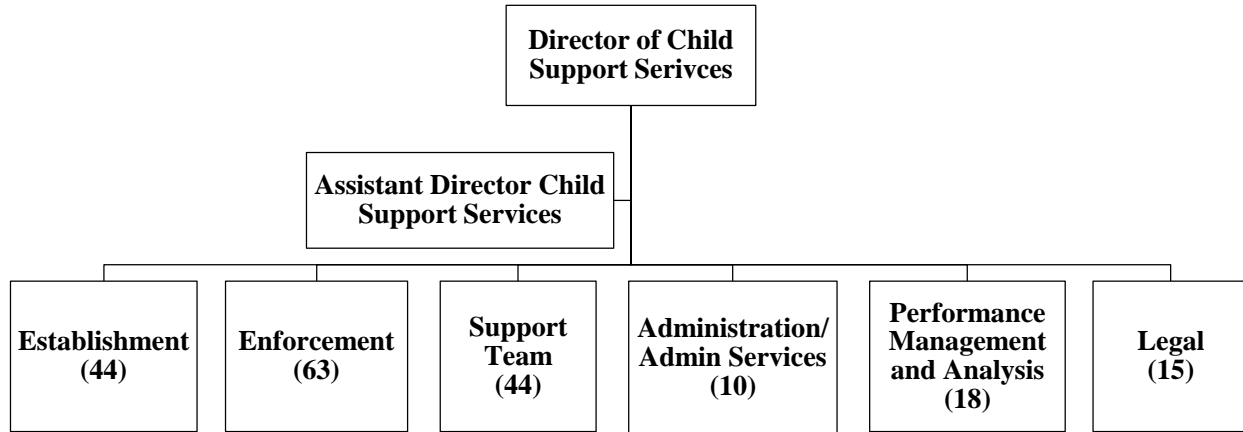 Director of Child
Support Serivces
Assistant Director Child
Support Services
Establishment
(44)
Enforcement
(63)
Support
Team
(44)
Administration/
Admin Services
(10)
Performance
Management
and Analysis
(18)
Legal
(15)